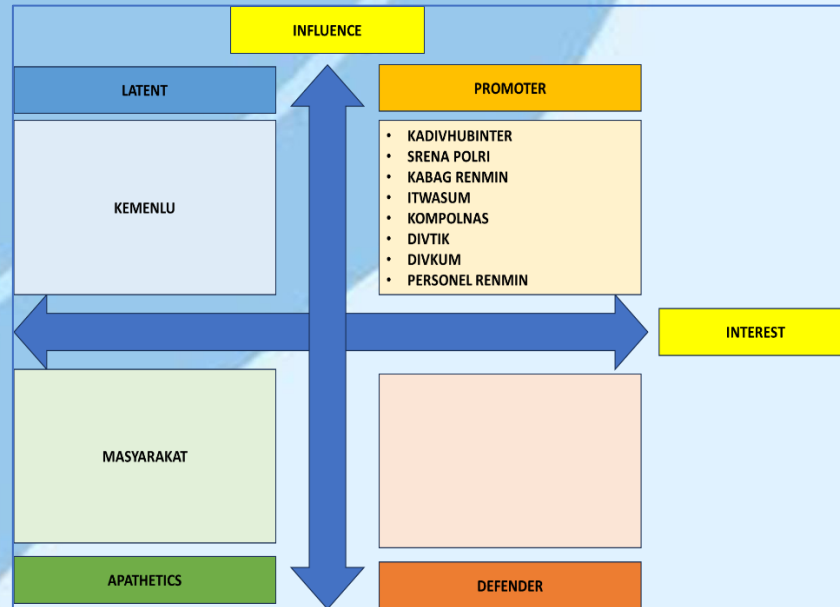 INFLUENCE
LATENT
PROMOTER
KEMENLU
• KADIVHUBINTER
• SRENA POLRI
• KABAG RENMIN
• ITWASUM
• KOMPOLNAS
• DIVTIK
• DIVKUM
• PERSONEL RENMIN
INTEREST
MASYARAKAT
APATHETICS
DEFENDER